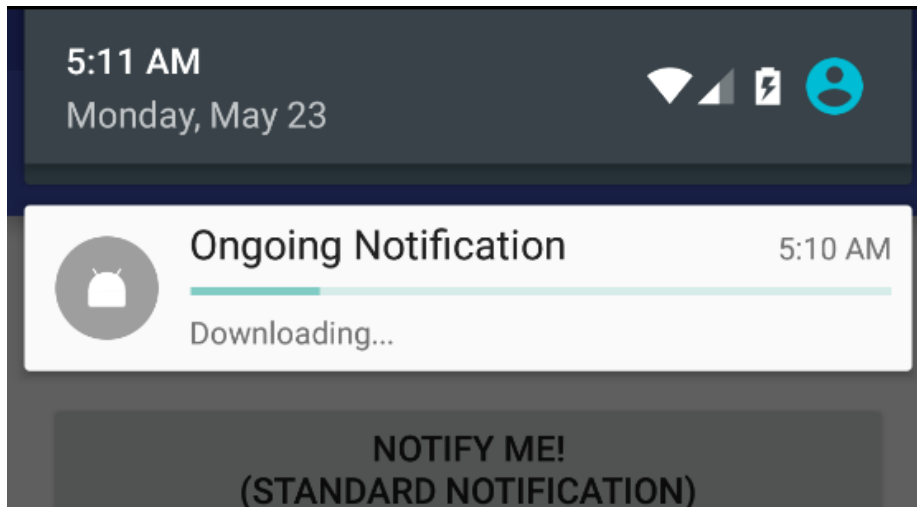 5:11 AM
Monday, May 23
Ongoing Notification 5:10 AM
Downloading...
NOTIFY ME!
(STANDARD NOTIFICATION)